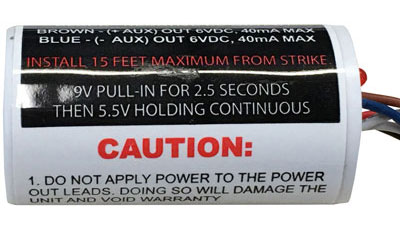 BROWN - (+ AUX) OUT 6VDC, 40mA MAX
BLUE - (- AUX) OUT 6VDC, 40mA MAX
INSTALL 15 FEET MAXIMUM FROM STRIKE.
9V PULL-IN FOR 2.5 SECONDS
THEN 5.5V HOLDING CONTINUOUS
CAUTION:
1. DO NOT APPLY POWER TO THE POWER
OUT LEADS. DOING SO WILL DAMAGE THE
UNIT AND VOID WARRANTY